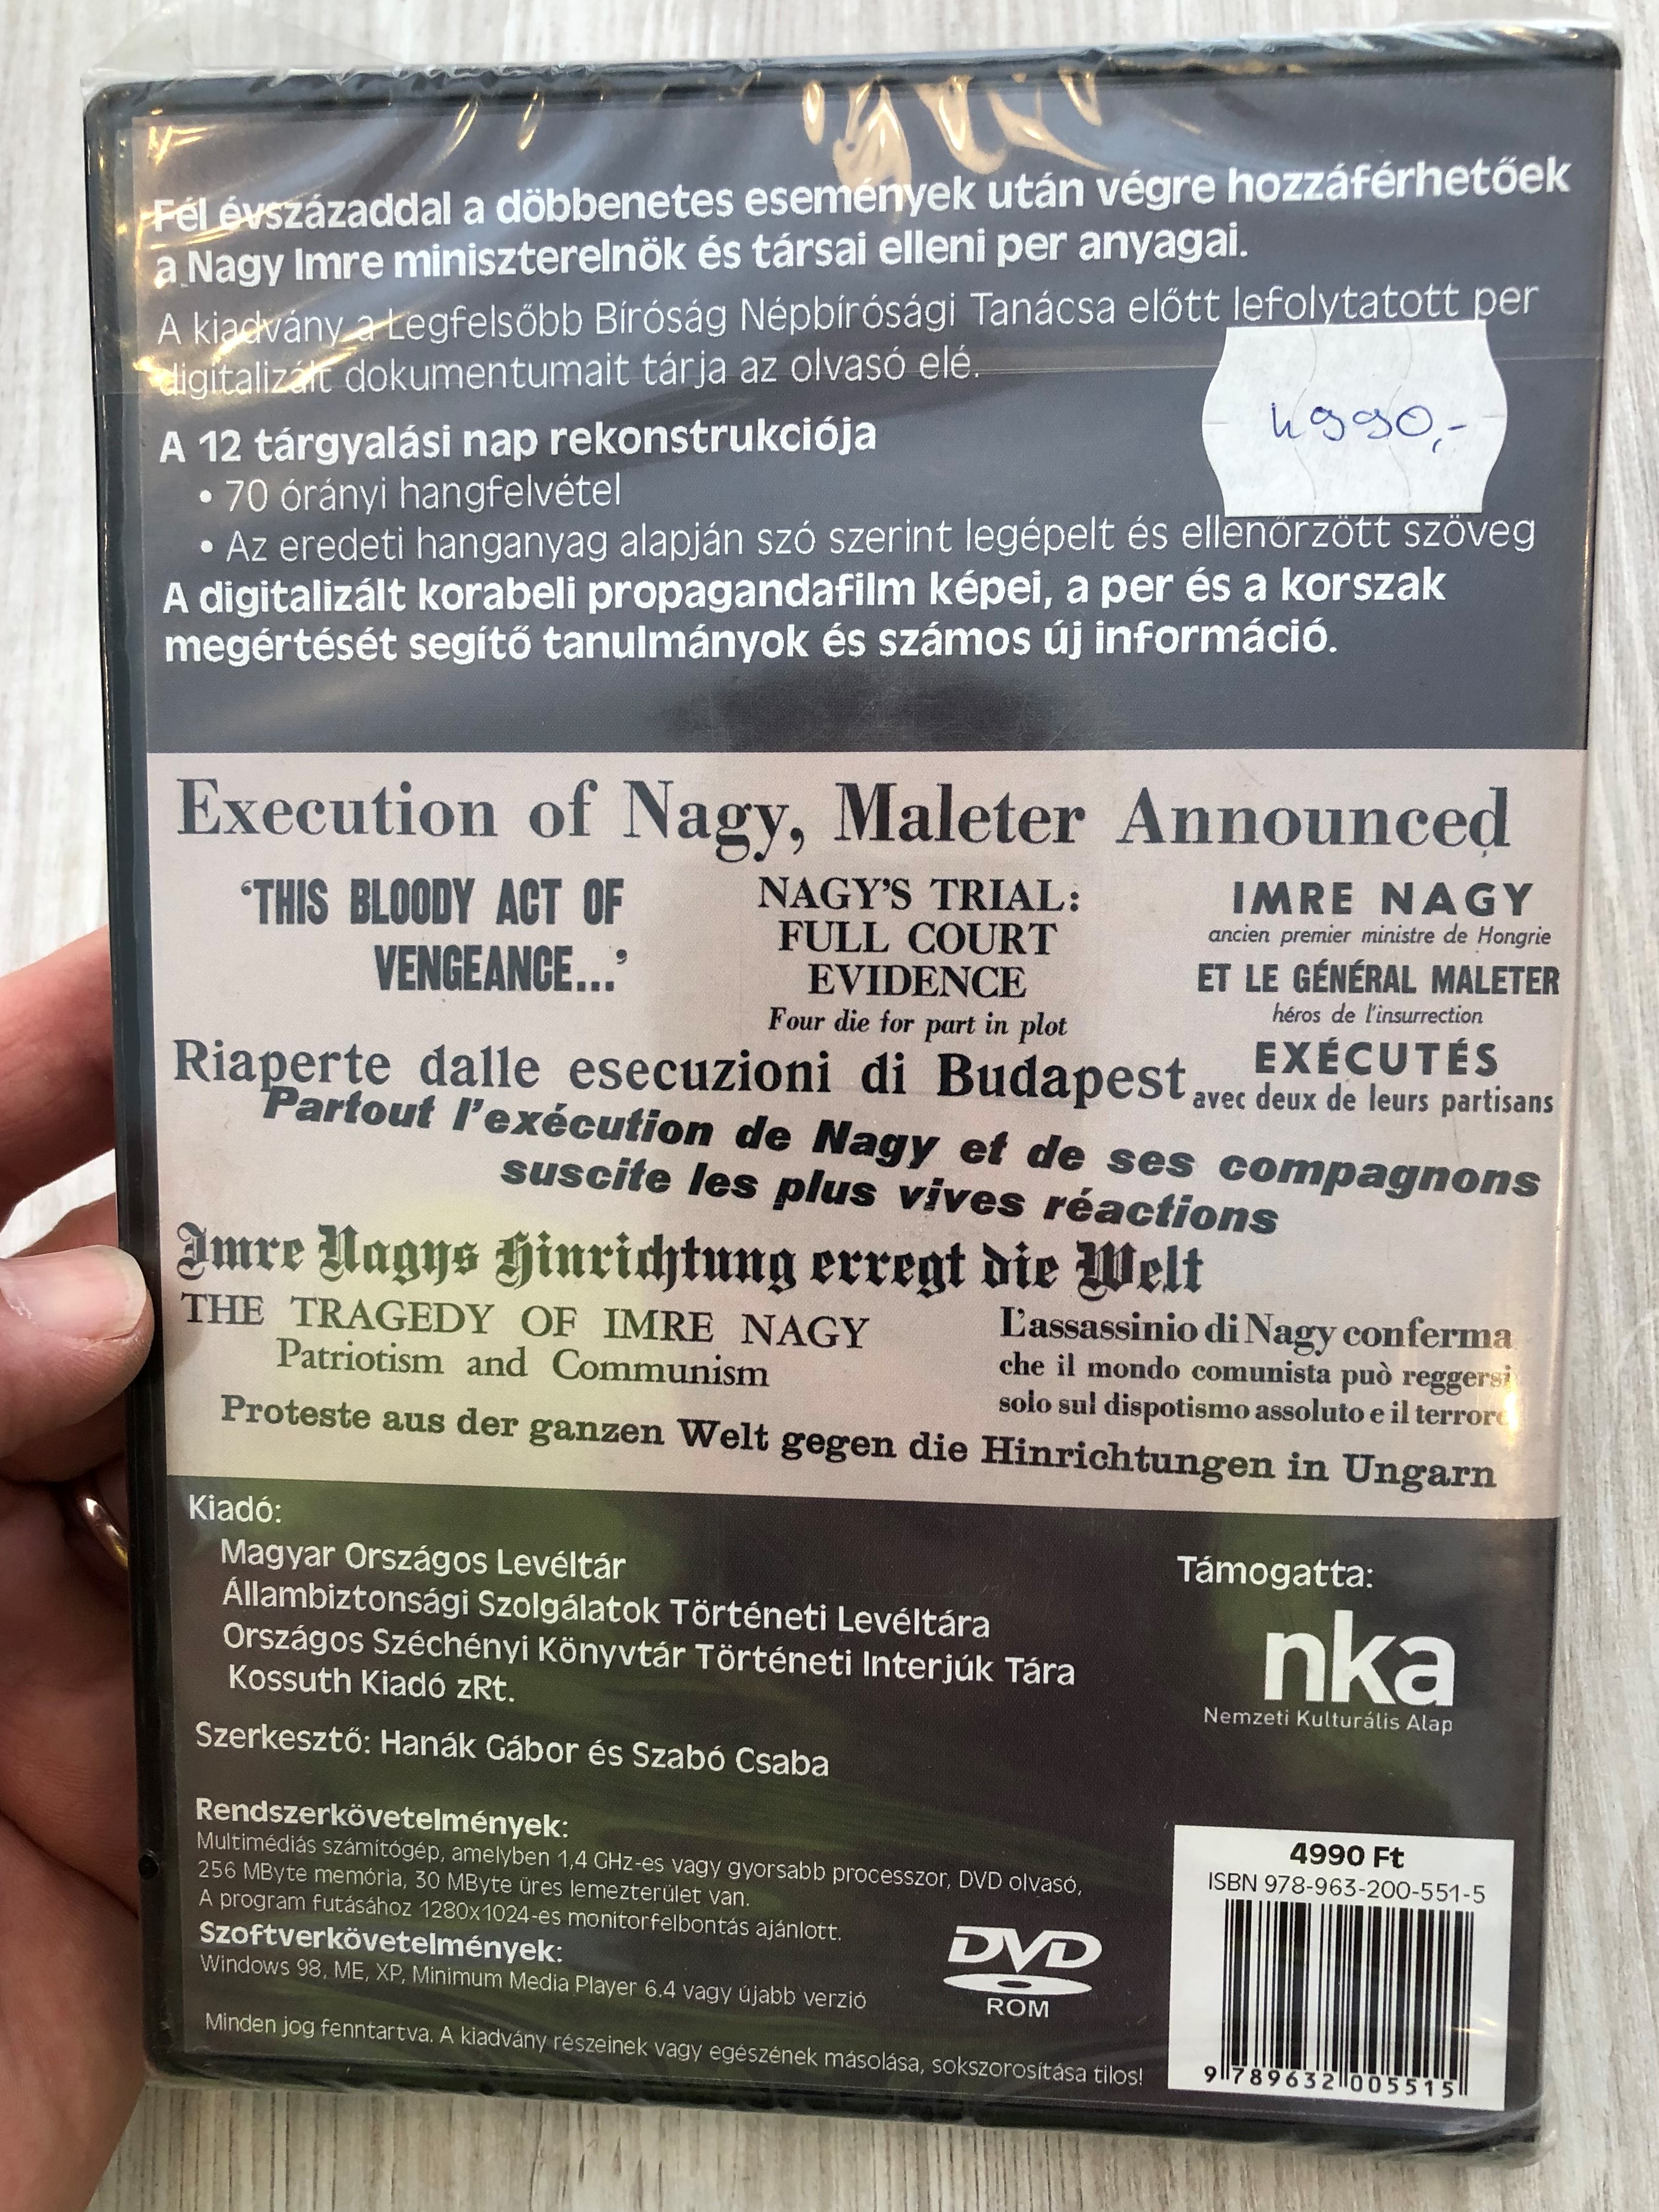 Fél évszázaddal a döbbenetes események után végre hozzáférhetőek
a Nagy Imre miniszterelnök és társai elleni per anyagai.
A kiadvány a Legfelsőbb Bíróság Népbírósági Tanácsa előtt lefolytatott per
digitalizált dokumentumait tárja az olvasó elé.
4990,-
A 12 tárgyalási nap rekonstrukciója
• 70 órányi hangfelvétel
• Az eredeti hanganyag alapján szó szerint legépelt és ellenőrzött szöveg
A digitalizált korabeli propagandafilm képei, a per és a korszak
megértését segítő tanulmányok és számos új információ.
Execution of Nagy, Maleter Announced
‘THIS BLOODY ACT OF
VENGEANCE...’
NAGY’S TRIAL:
FULL COURT
EVIDENCE
Four die for part in plot
IMRE NAGY
ancien premier ministre de Hongrie
ET LE GÉNÉRAL MALETER
héros de l’insurrection
EXÉCUTÉS
avec deux de leurs partisans
Riaperte dalle esecuzioni di Budapest
Partout l’exécution de Nagy et de ses compagnons
suscite les plus vives réactions
Imre Nagys Hinrichtung erregt die Welt
THE TRAGEDY OF IMRE NAGY
Patriotism and Communism
L’assassinio di Nagy conferma
che il mondo comunista può reggersi
solo sul dispotismo assoluto e il terrore
Proteste aus der ganzen Welt gegen die Hinrichtungen in Ungarn
Kiadó:
Magyar Országos Levéltár
Állambiztonsági Szolgálatok Történeti Levéltára
Országos Széchényi Könyvtár Történeti Interjúk Tára
Kossuth Kiadó zRt.
Szerkesztő: Hanák Gábor és Szabó Csaba
Támogatta:
nka
Nemzeti Kulturális Alap
Rendszerkövetelmények:
Multimédiás számítógép, amelyben 1,4 GHz-es vagy gyorsabb processzor, DVD olvasó,
256 MByte memória, 30 MByte üres lemezterület van.
A program futásához 1280x1024-es monitorfelbontás ajánlott.
Szoftverkövetelmények:
Windows 98, ME, XP, Minimum Media Player 6.4 vagy újabb verzió
DVD
ROM
Minden jog fenntartva. A kiadvány részeinek vagy egészének másolása, sokszorosítása tilos!
4990 Ft
ISBN 978-963-200-551-5
9 789632 005515